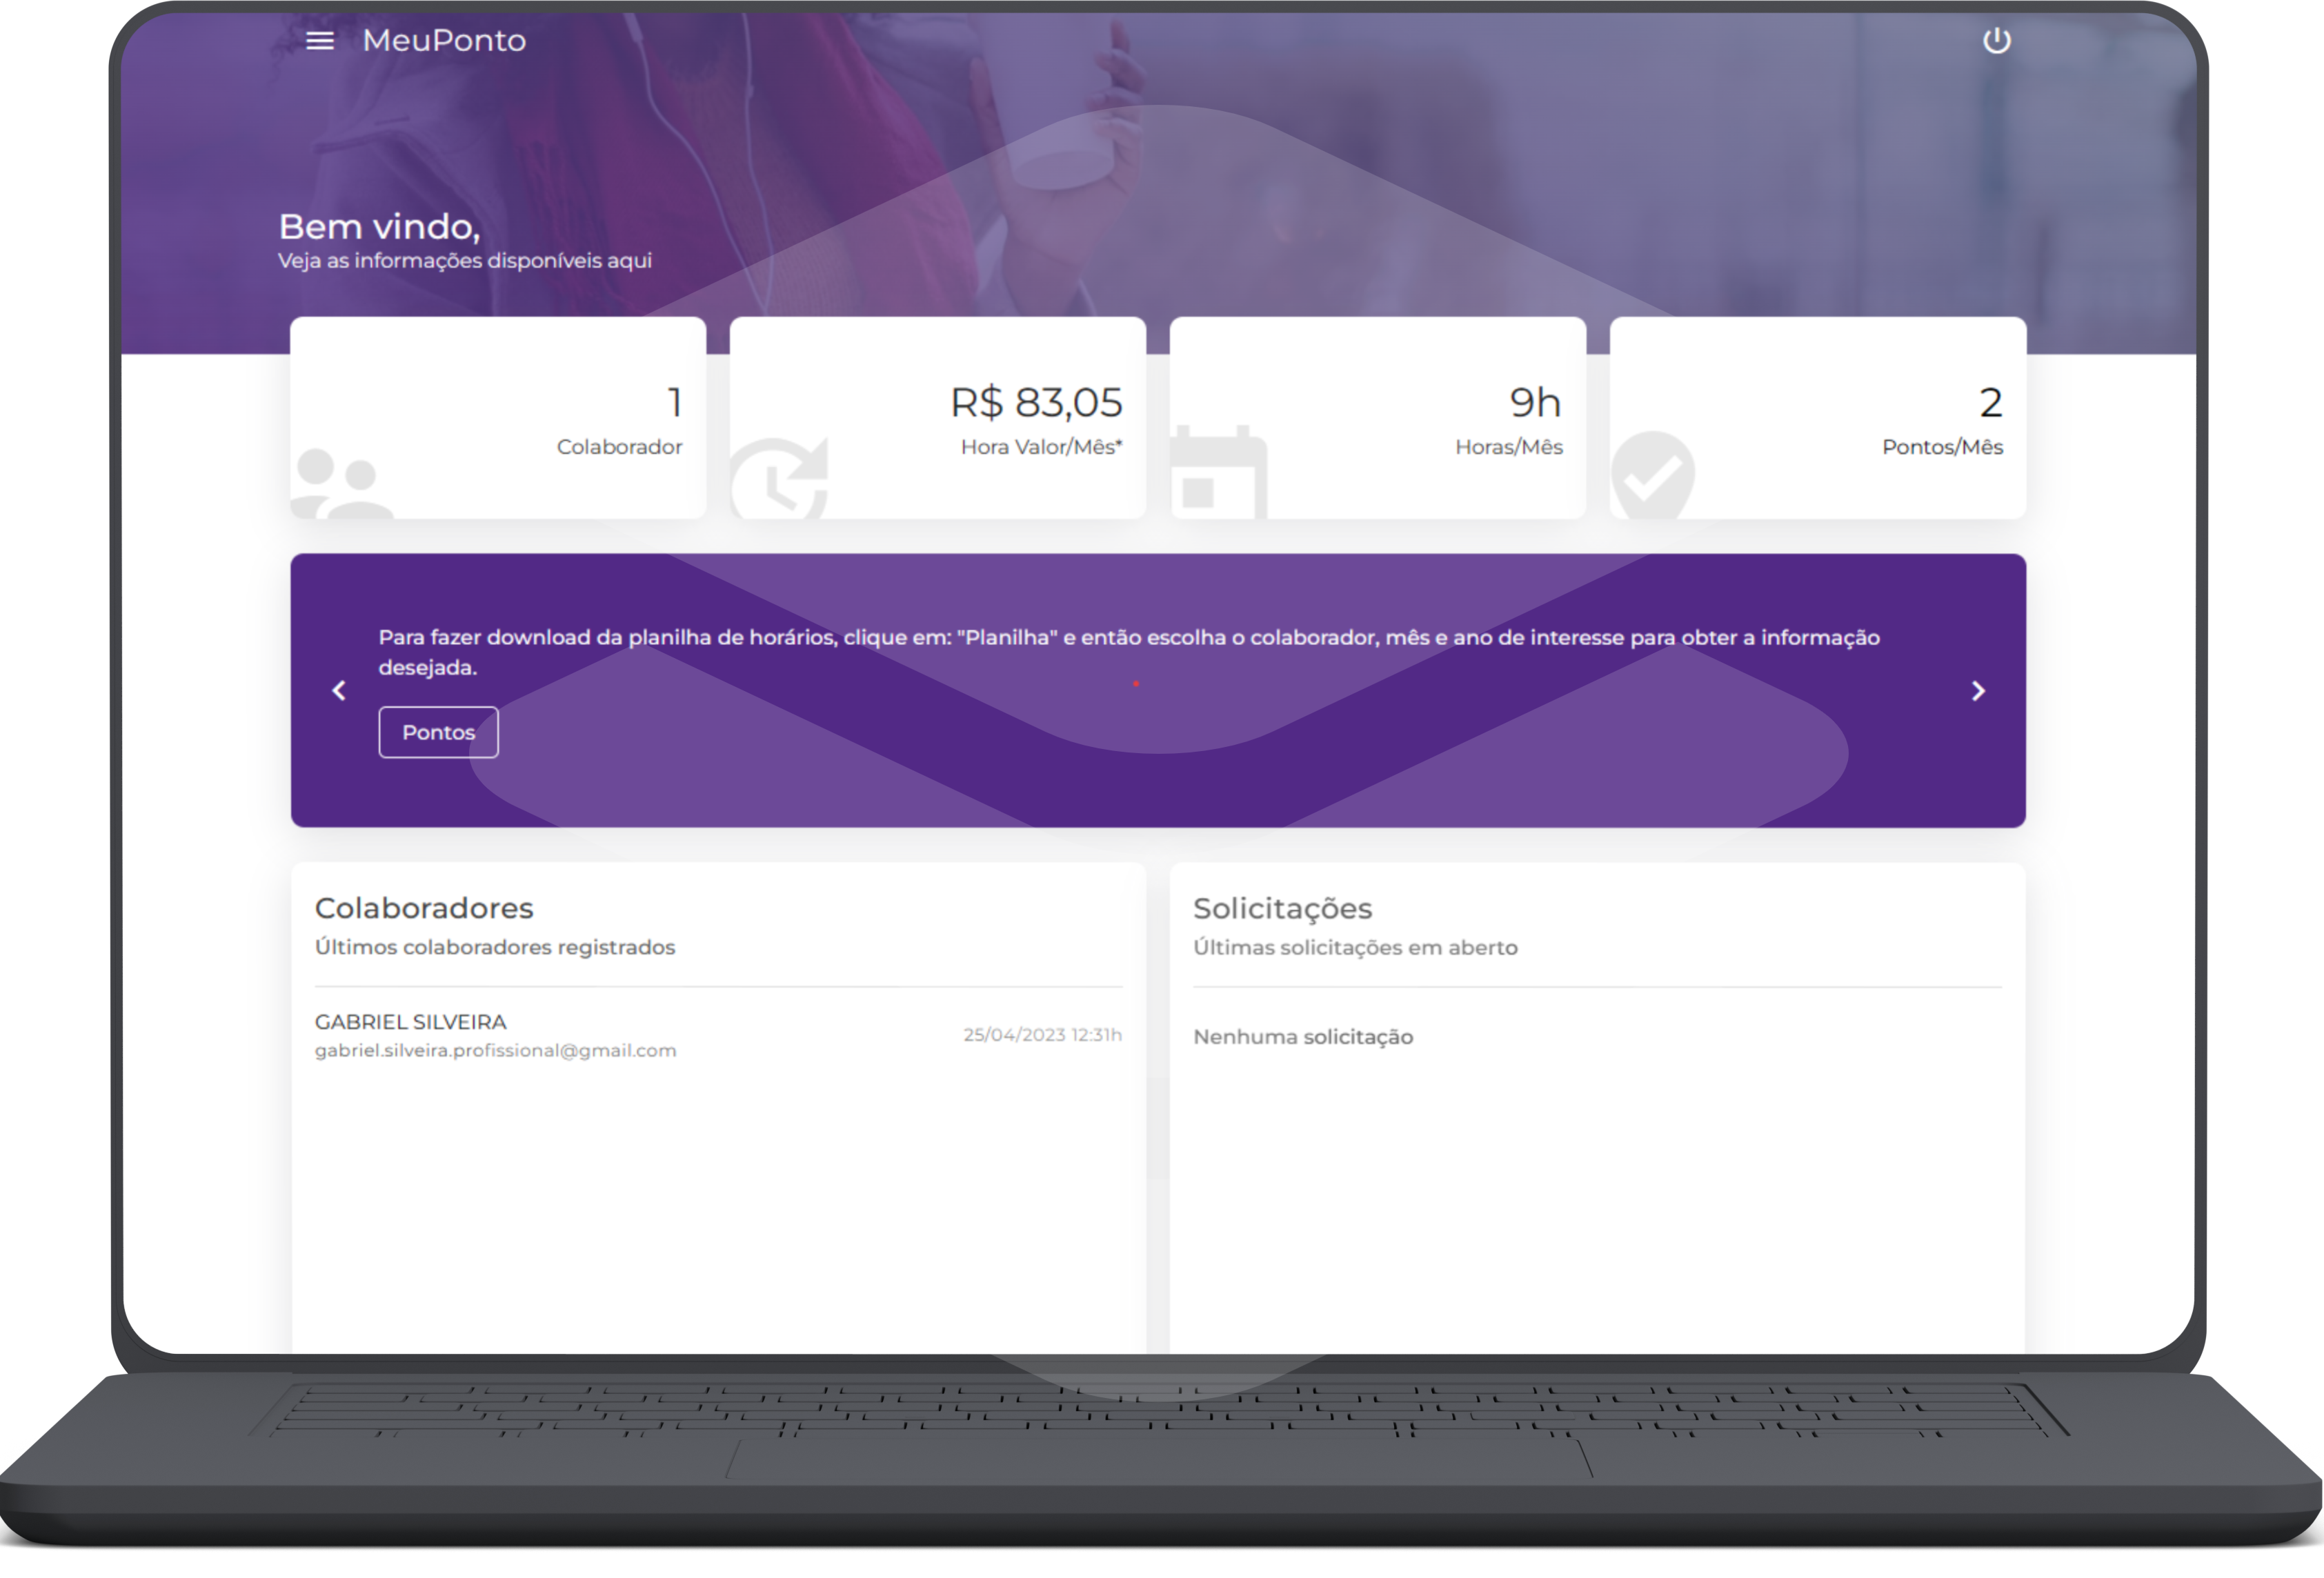 MeuPonto
Bem vindo,
Veja as informações disponíveis aqui
1
Colaborador
R$ 83,05
Hora Valor/Mês*
9h
Horas/Mês
2
Pontos/Mês
Para fazer download da planilha de horários, clique em: "Planilha" e então escolha o colaborador, mês e ano de interesse para obter a informação
desejada.
Pontos
Colaboradores
Últimos colaboradores registrados
GABRIEL SILVEIRA
gabriel.silveira.profissional@gmail.com
25/04/2023 12:31h
Solicitações
Últimas solicitações em aberto
Nenhuma solicitação